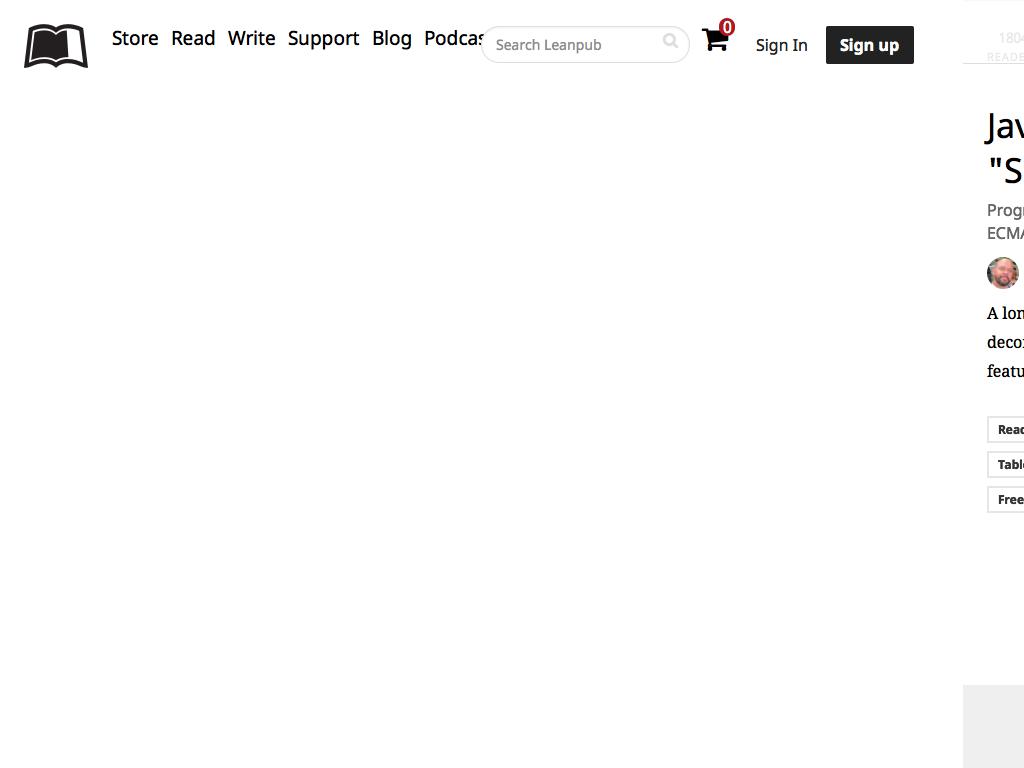 Store Read Write Support Blog Podcas
Search Leanpub
0
Sign In
Sign up
1804
READE
Jav
"S
Progr
ECMA
A lon
decor
featu
Read
Table
Free